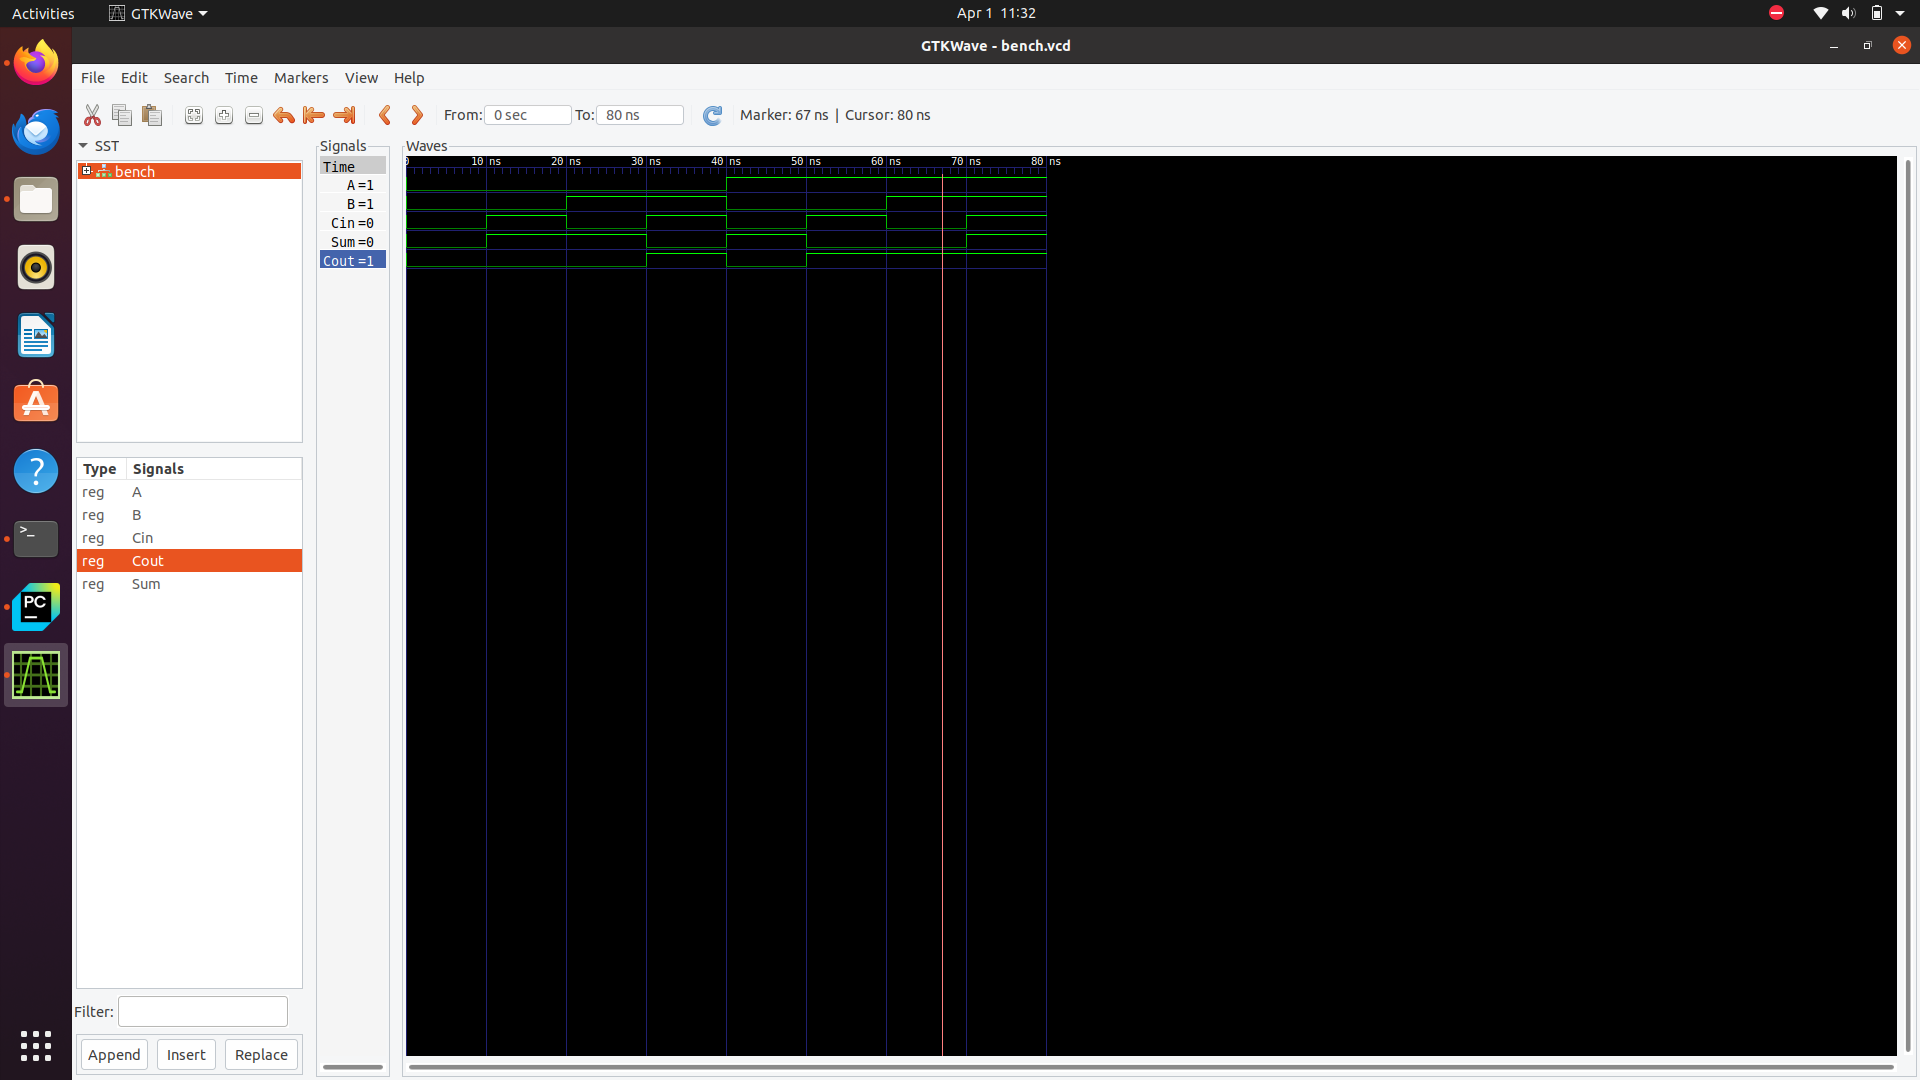 Activities GTKWave Apr 1 11:32
GTKWave - bench.vcd
File Edit Search Time Markers View Help
From: 0 sec To: 80 ns Marker: 67 ns | Cursor: 80 ns
SST
bench
Type Signals
reg A
reg B
reg Cin
reg Cout
reg Sum
Filter:
Append Insert Replace
Signals
Time
A =1
B =1
Cin =0
Sum =0
Cout =1
Waves
0 10 ns 20 ns 30 ns 40 ns 50 ns 60 ns 70 ns 80 ns
>_
PC
?